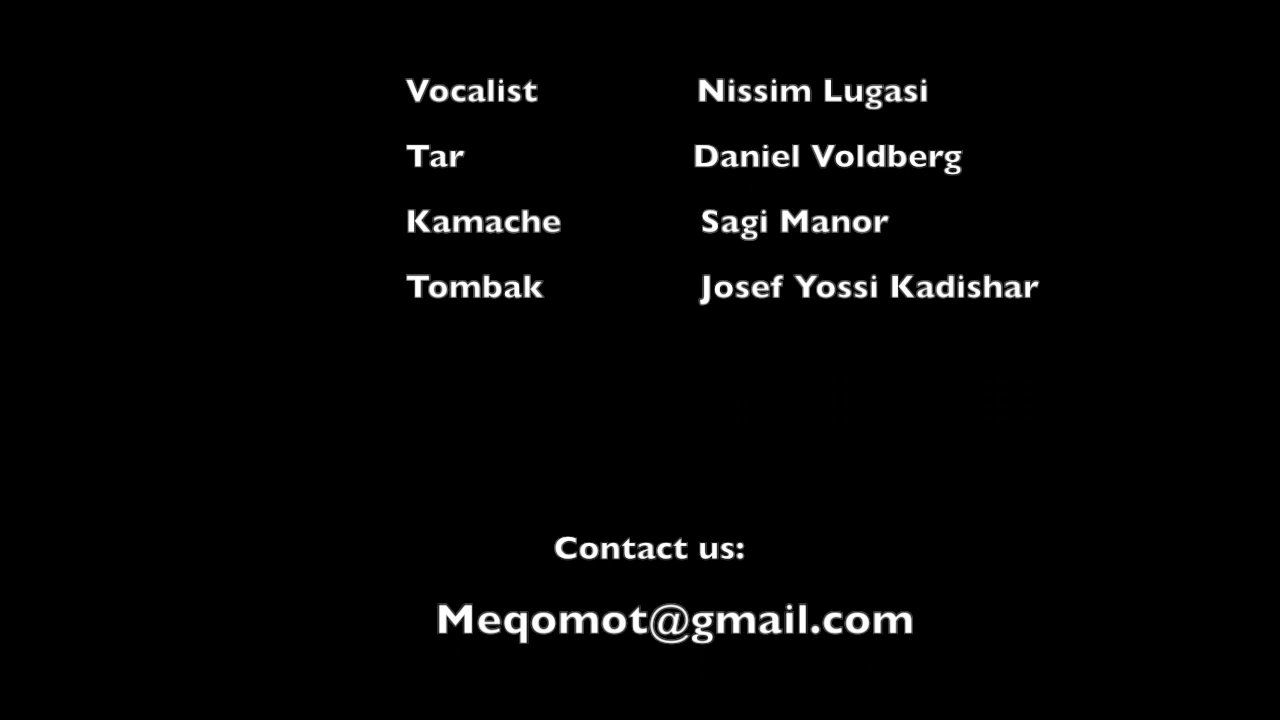 Vocalist Nissim Lugasi
Tar Daniel Voldberg
Kamache Sagi Manor
Tombak Josef Yossi Kadishar
Contact us:
Meqomot@gmail.com